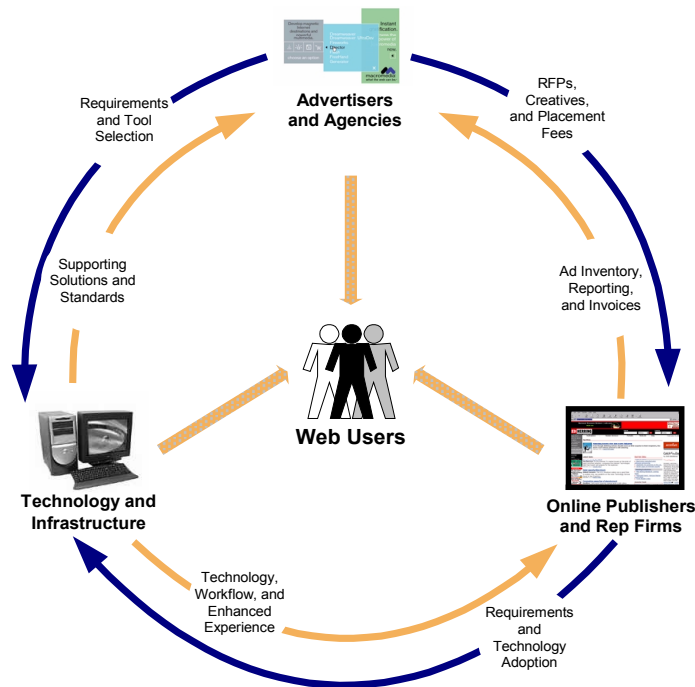 Instant
macromedia
Requirements
and Tool
Selection
Advertisers
and Agencies
RFPs,
Creatives,
and Placement
Fees
Supporting
Solutions and
Standards
Ad Inventory,
Reporting,
and Invoices
Web Users
Technology and
Infrastructure
Online Publishers
and Rep Firms
Technology,
Workflow, and
Enhanced
Experience
Requirements
and
Technology
Adoption